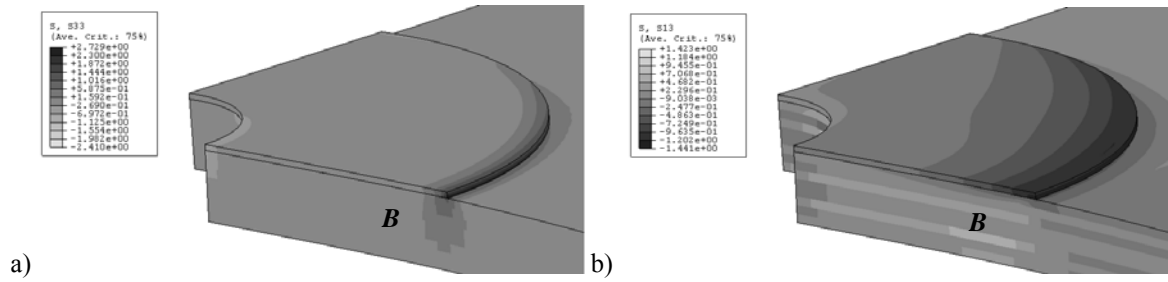 S, S33
(Ave. Crit.: 75%)
+2.729e+00
+2.300e+00
+1.872e+00
+1.444e+00
+1.016e+00
+5.875e-01
+1.592e-01
-2.690e-01
-6.972e-01
-1.125e+00
-1.554e+00
-1.982e+00
-2.410e+00
B
a)
S, S13
(Ave. Crit.: 75%)
+1.423e+00
+1.184e+00
+9.455e-01
+7.068e-01
+4.682e-01
+2.296e-01
-9.038e-03
-2.477e-01
-4.863e-01
-7.249e-01
-9.635e-01
-1.202e+00
-1.441e+00
B
b)